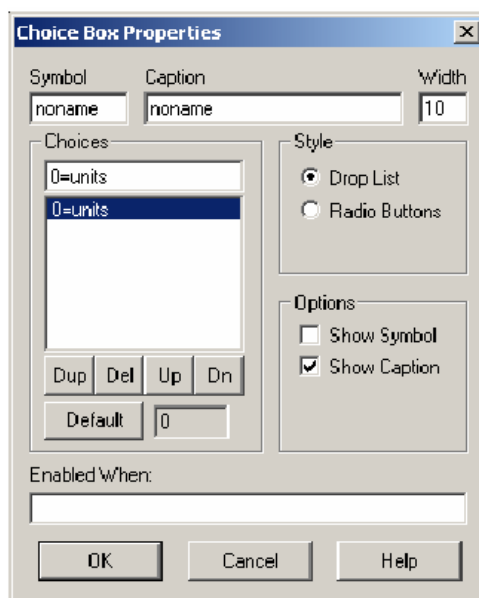 Choice Box Properties
Symbol Caption Width
noname noname 10
Choices
0=units
0=units
Dup Del Up Dn
Default 0
Style
Drop List
Radio Buttons
Options
Show Symbol
Show Caption
Enabled When:
OK Cancel Help